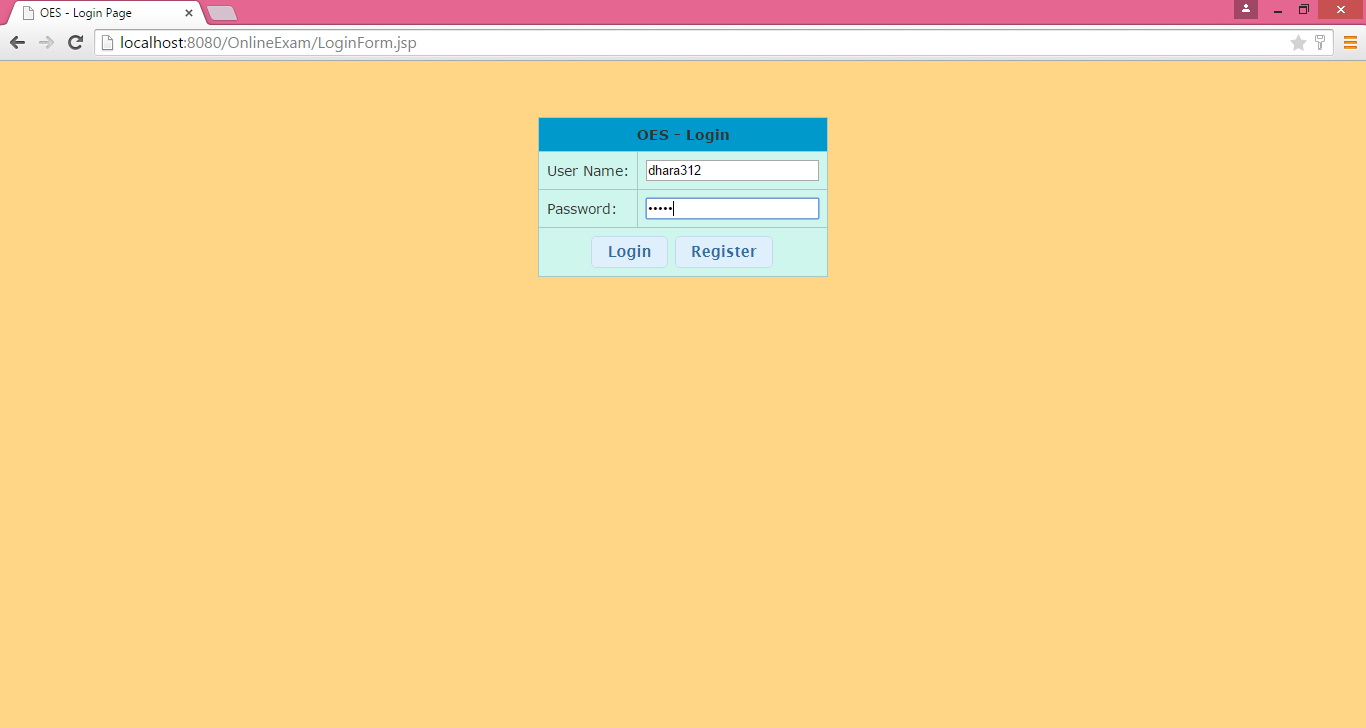 OES - Login Page
localhost:8080/OnlineExam/LoginForm.jsp
OES - Login
User Name: dhara312
Password: •••••
Login Register